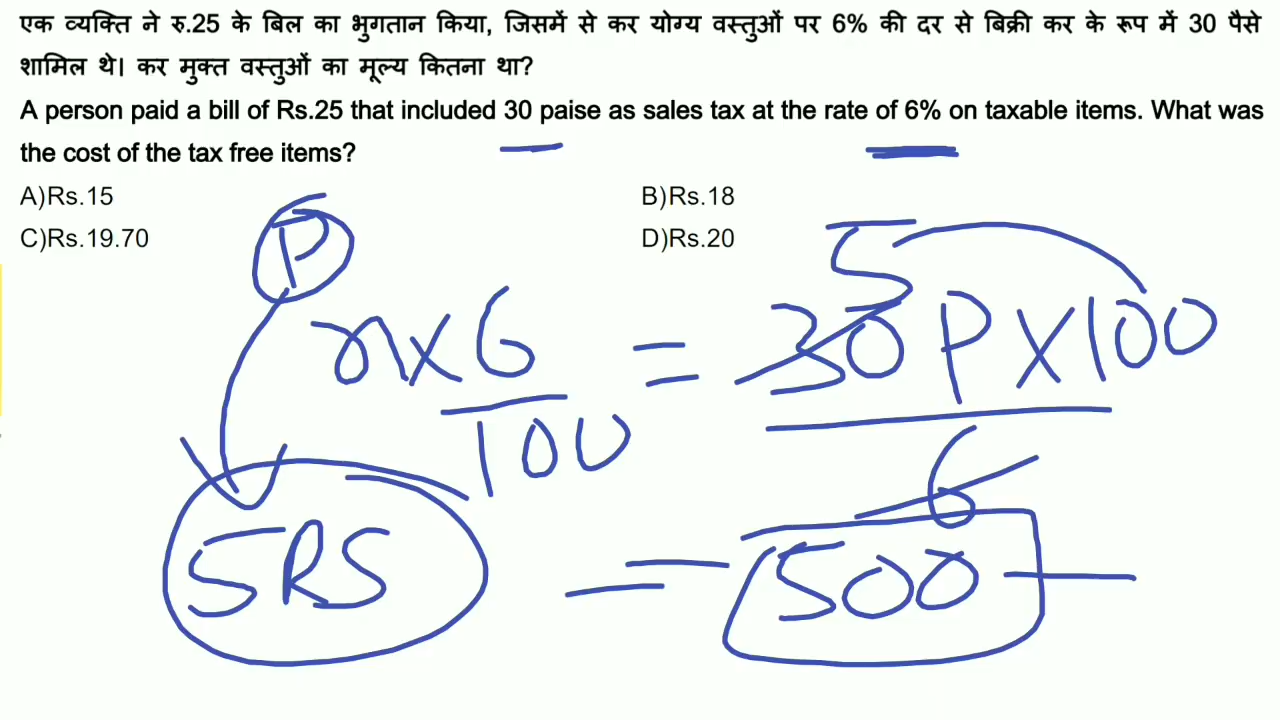 एक व्यक्ति ने रु.25 के बिल का भुगतान किया, जिसमें से कर योग्य वस्तुओं पर 6% की दर से बिक्री कर के रूप में 30 पैसे
शामिल थे। कर मुक्त वस्तुओं का मूल्य कितना था?
A person paid a bill of Rs.25 that included 30 paise as sales tax at the rate of 6% on taxable items. What was
the cost of the tax free items?
A)Rs.15 B)Rs.18
C)Rs.19.70 D)Rs.20
P 5
x × 6 = 30 P × 100
100 6
5 RS = 500